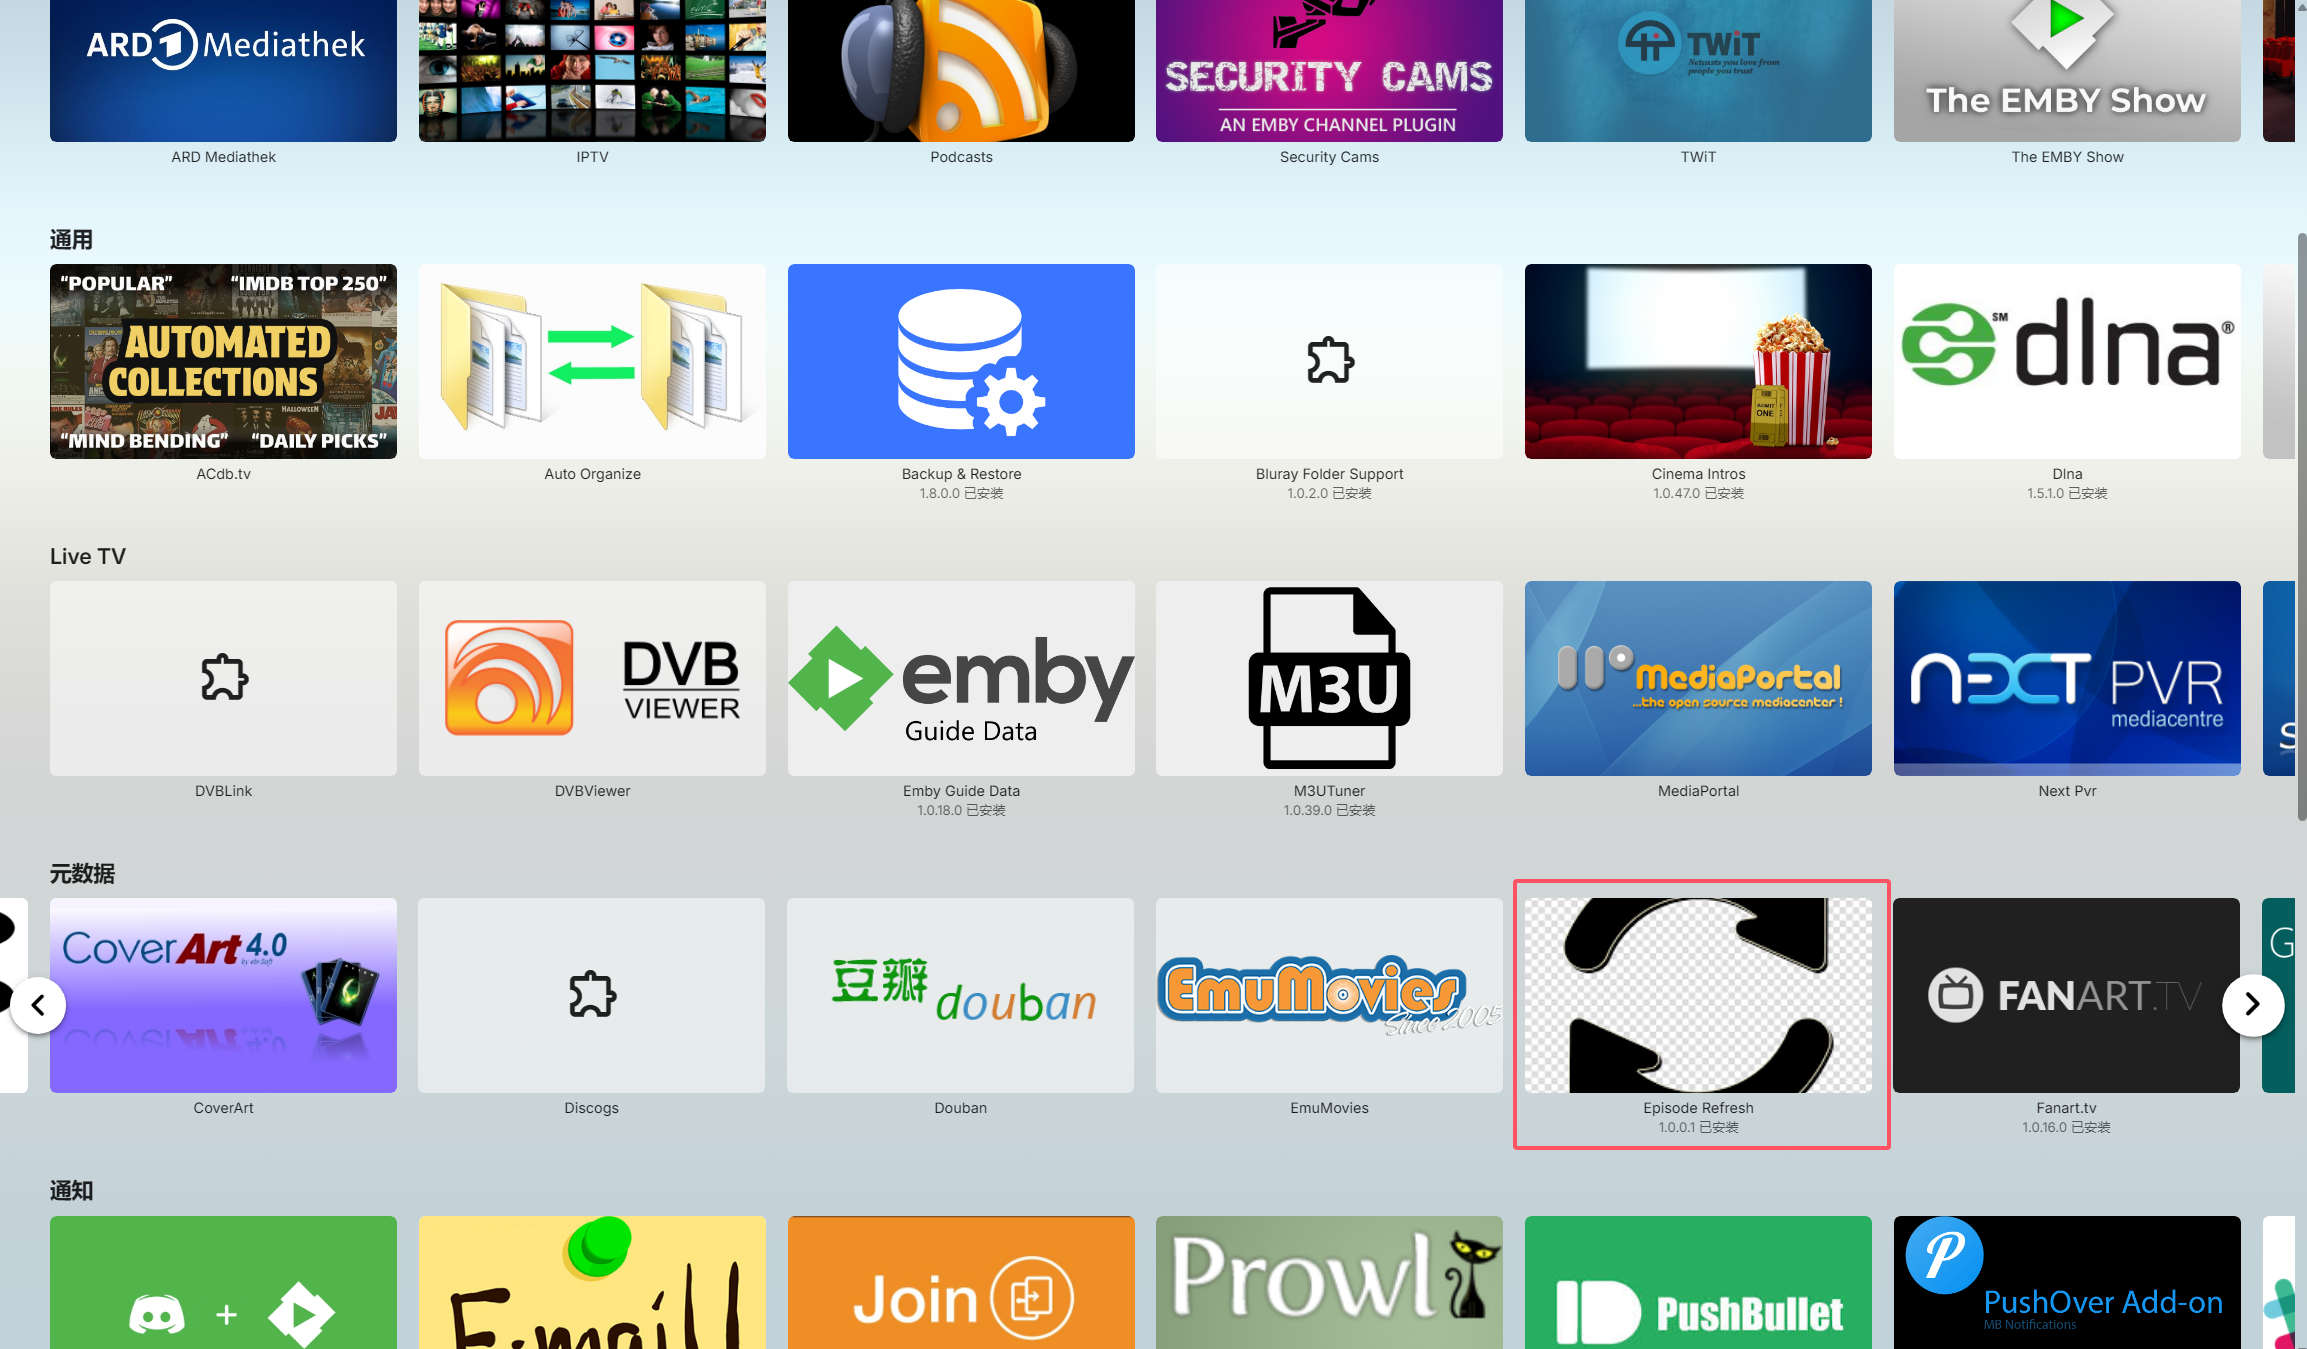 ARD 1 Mediathek
SECURITY CAMS
AN EMBY CHANNEL PLUGIN
TWiT
Netcasts you love from
people you trust
The EMBY Show
ARD Mediathek
IPTV
Podcasts
Security Cams
TWiT
The EMBY Show
通用
“POPULAR”
“IMDB TOP 250”
AUTOMATED
COLLECTIONS
“MIND BENDING”
“DAILY PICKS”
HALLOWEEN
ADMIT
ONE
SM
dlna®
ACdb.tv
Auto Organize
Backup & Restore
1.8.0.0 已安装
Bluray Folder Support
1.0.2.0 已安装
Cinema Intros
1.0.47.0 已安装
Dlna
1.5.1.0 已安装
Live TV
DVB
VIEWER
emby
Guide Data
M3U
MediaPortal
...the open source mediacenter !
NEXT PVR
mediacentre
S
DVBLink
DVBViewer
Emby Guide Data
1.0.18.0 已安装
M3UTuner
1.0.39.0 已安装
MediaPortal
Next Pvr
元数据
CoverArt 4.0
豆瓣 douban
EmuMovies
Since 2005
FANART.TV
G
CoverArt
Discogs
Douban
EmuMovies
Episode Refresh
1.0.0.1 已安装
Fanart.tv
1.0.16.0 已安装
通知
+
E-mail
Join
Prowl
PushBullet
PushOver Add-on
MB Notifications